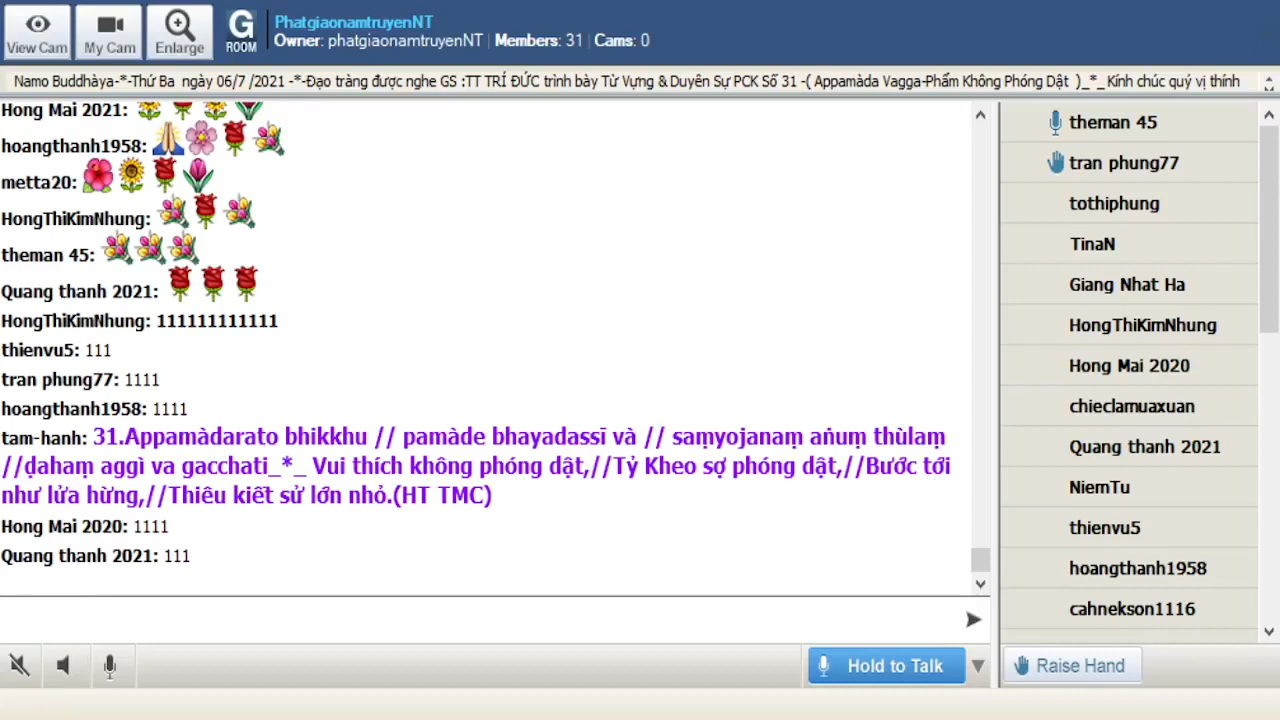 PhatgiaonamtruyenNT
View Cam
My Cam
Enlarge
G ROOM
Owner: phatgiaonamtruyenNT | Members: 31 | Cams: 0
Namo Buddhàya-*-Thứ Ba  ngày 06/7 /2021 -*-Đạo tràng được nghe GS :TT TRÍ ĐỨC trình bày Từ Vựng & Duyên Sự PCK Số 31 -( Appamàda Vagga-Phẩm Không Phóng Dật  )_*_ Kính chúc quý vị thính
Hong Mai 2021:
hoangthanh1958:
metta20:
HongThiKimNhung:
theman 45:
Quang thanh 2021:
HongThiKimNhung: 111111111111
thienvu5: 111
tran phung77: 1111
hoangthanh1958: 1111
tam-hanh: 31.Appamàdarato bhikkhu // pamàde bhayadassī và // saṃyojanaṃ aṅuṃ thùlaṃ
//ḍahaṃ aggì va gacchati_*_ Vui thích không phóng dật,//Tỷ Kheo sợ phóng dật,//Bước tới
như lửa hừng,//Thiêu kiết sử lớn nhỏ.(HT TMC)
Hong Mai 2020: 1111
Quang thanh 2021: 111
theman 45
tran phung77
tothiphung
TinaN
Giang Nhat Ha
HongThiKimNhung
Hong Mai 2020
chieclamuaxuan
Quang thanh 2021
NiemTu
thienvu5
hoangthanh1958
cahnekson1116
Hold to Talk
Raise Hand